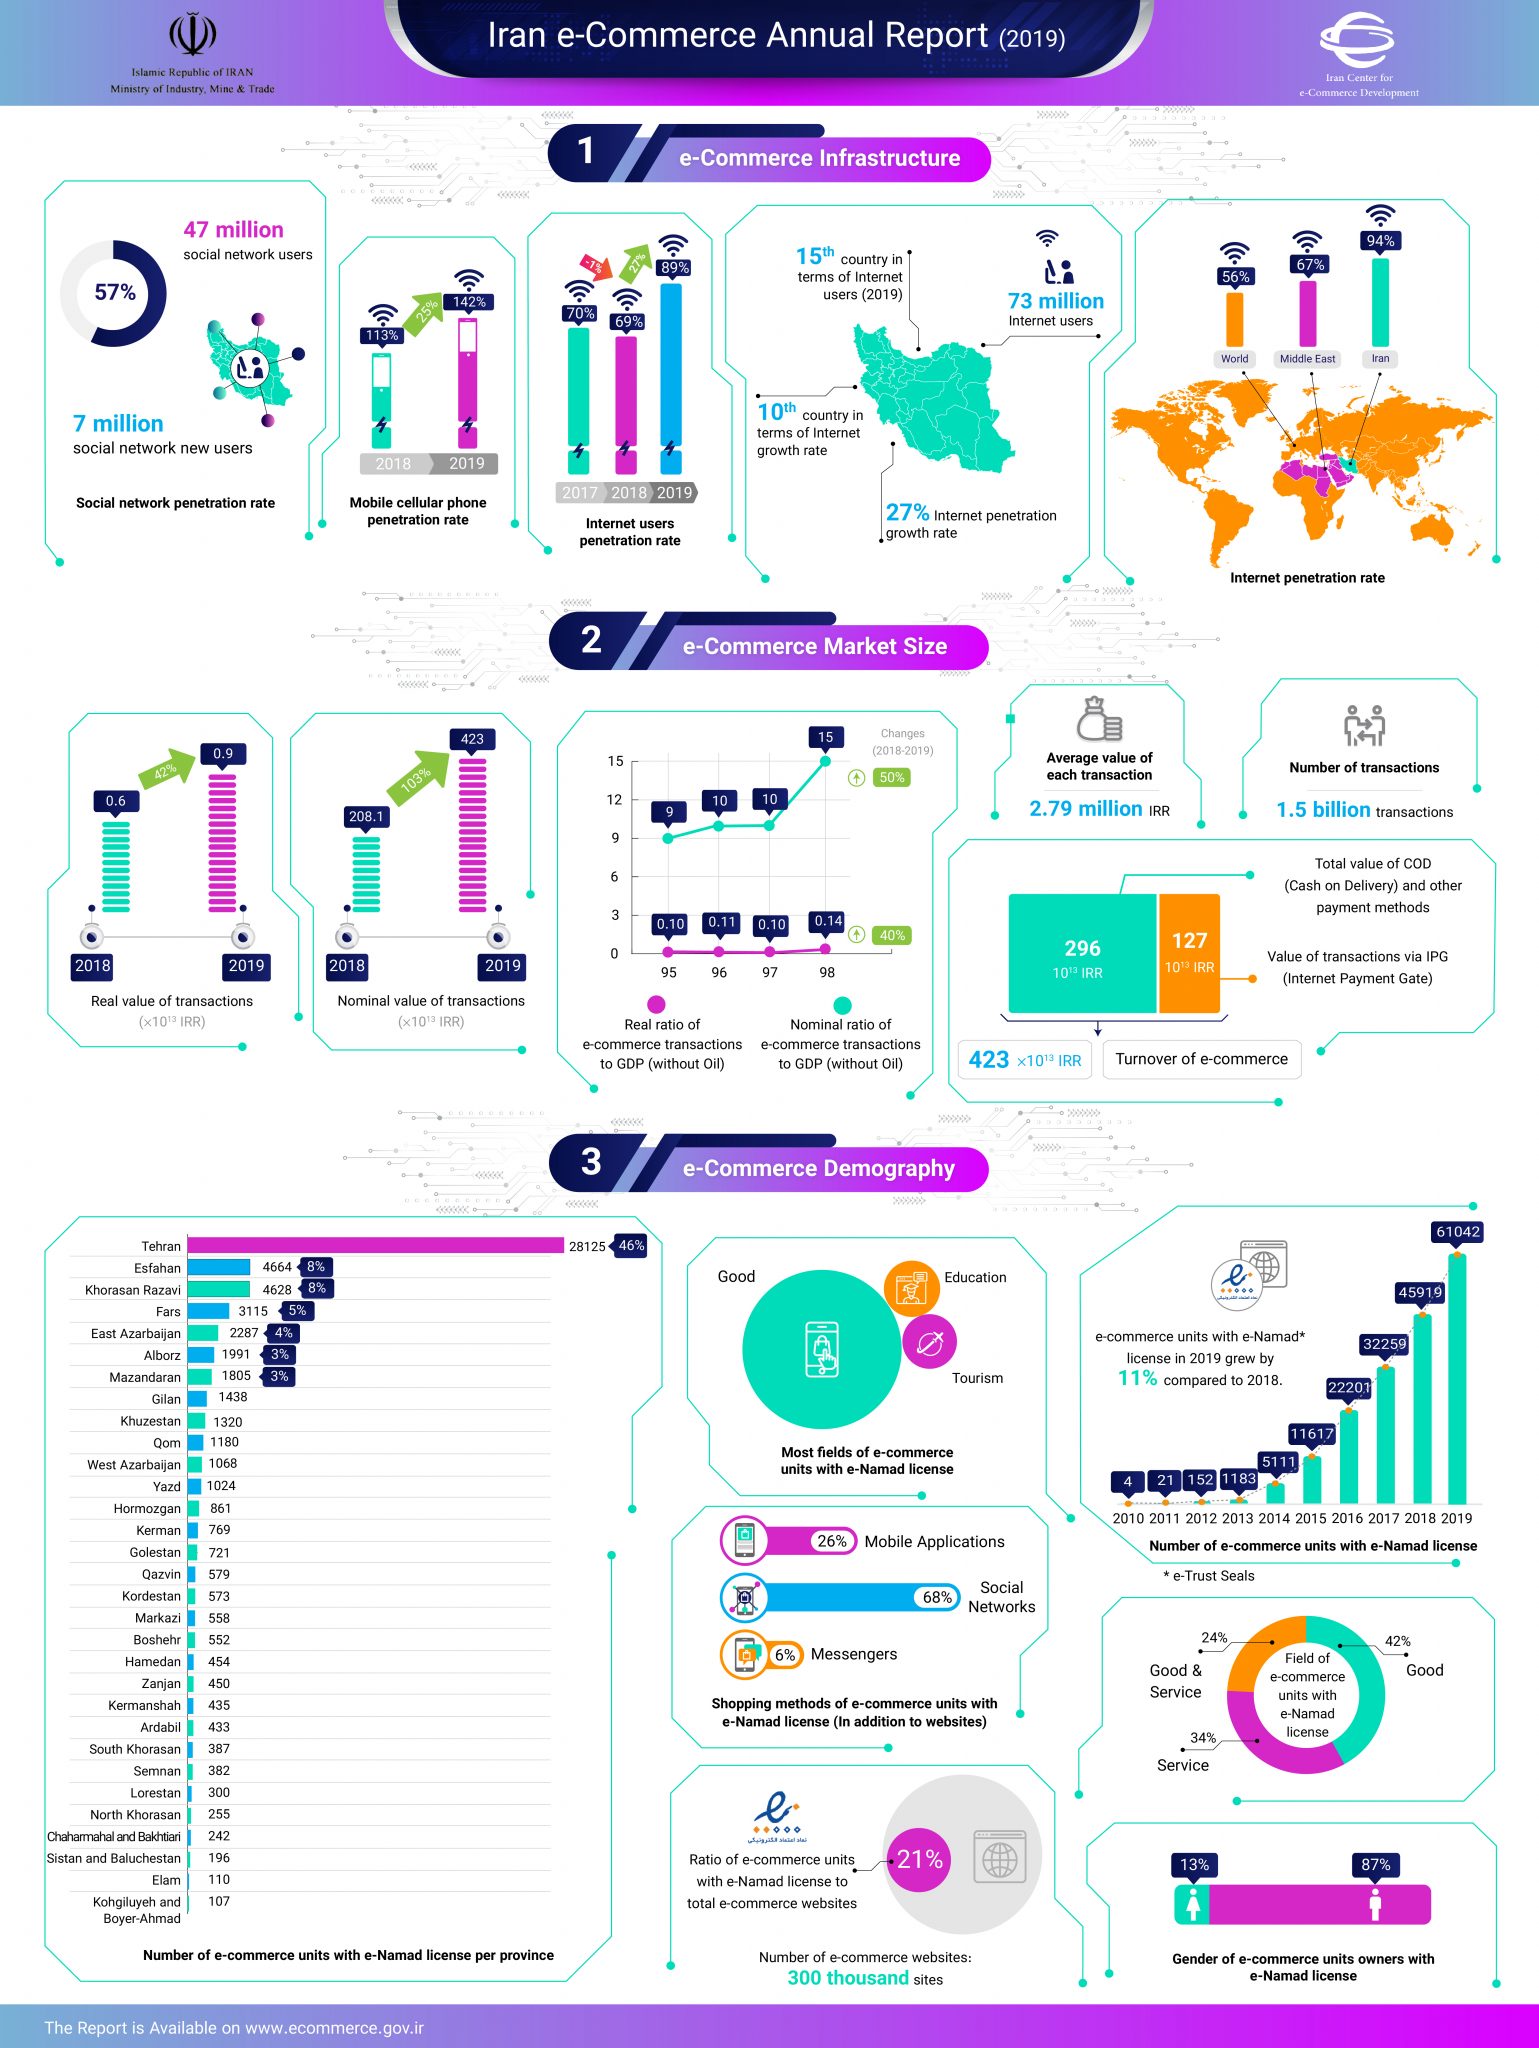 Iran e-Commerce Annual Report (2019)
Islamic Republic of IRAN
Ministry of Industry, Mine & Trade
Iran Center for
e-Commerce Development
1
e-Commerce Infrastructure
47 million
social network users
57%
7 million
social network new users
Social network penetration rate
113%
25%
142%
2018
2019
Mobile cellular phone
penetration rate
70%
-1%
69%
27%
89%
2017
2018
2019
Internet users
penetration rate
15th country in
terms of Internet
users (2019)
73 million
Internet users
10th country in
terms of Internet
growth rate
27% Internet penetration
growth rate
56%
67%
94%
World
Middle East
Iran
Internet penetration rate
2
e-Commerce Market Size
0.6
42%
0.9
2018
2019
Real value of transactions
(×10¹³ IRR)
208.1
103%
423
2018
2019
Nominal value of transactions
(×10¹³ IRR)
Changes
(2018-2019)
15
12
9
6
3
0
9
10
10
15
50%
0.10
0.11
0.10
0.14
40%
95
96
97
98
Real ratio of
e-commerce transactions
to GDP (without Oil)
Nominal ratio of
e-commerce transactions
to GDP (without Oil)
Average value of
each transaction
2.79 million IRR
Number of transactions
1.5 billion transactions
Total value of COD
(Cash on Delivery) and other
payment methods
296
10¹³ IRR
127
10¹³ IRR
Value of transactions via IPG
(Internet Payment Gate)
423 ×10¹³ IRR
Turnover of e-commerce
3
e-Commerce Demography
Tehran 28125 46%
Esfahan 4664 8%
Khorasan Razavi 4628 8%
Fars 3115 5%
East Azarbaijan 2287 4%
Alborz 1991 3%
Mazandaran 1805 3%
Gilan 1438
Khuzestan 1320
Qom 1180
West Azarbaijan 1068
Yazd 1024
Hormozgan 861
Kerman 769
Golestan 721
Qazvin 579
Kordestan 573
Markazi 558
Boshehr 552
Hamedan 454
Zanjan 450
Kermanshah 435
Ardabil 433
South Khorasan 387
Semnan 382
Lorestan 300
North Khorasan 255
Chaharmahal and Bakhtiari 242
Sistan and Baluchestan 196
Elam 110
Kohgiluyeh and 107
Boyer-Ahmad
Number of e-commerce units with e-Namad license per province
Good
Education
Tourism
Most fields of e-commerce
units with e-Namad license
26% Mobile Applications
68% Social
Networks
6% Messengers
Shopping methods of e-commerce units with
e-Namad license (In addition to websites)
نماد اعتماد الکترونیکی
Ratio of e-commerce units
with e-Namad license to
total e-commerce websites
21%
Number of e-commerce websites:
300 thousand sites
نماد اعتماد الکترونیکی
e-commerce units with e-Namad*
license in 2019 grew by
11% compared to 2018.
4
21
152
1183
5111
11617
22201
32259
45919
61042
2010 2011 2012 2013 2014 2015 2016 2017 2018 2019
Number of e-commerce units with e-Namad license
* e-Trust Seals
24%
Good &
Service
42%
Good
34%
Service
Field of
e-commerce
units with
e-Namad
license
13%
87%
Gender of e-commerce units owners with
e-Namad license
The Report is Available on www.ecommerce.gov.ir